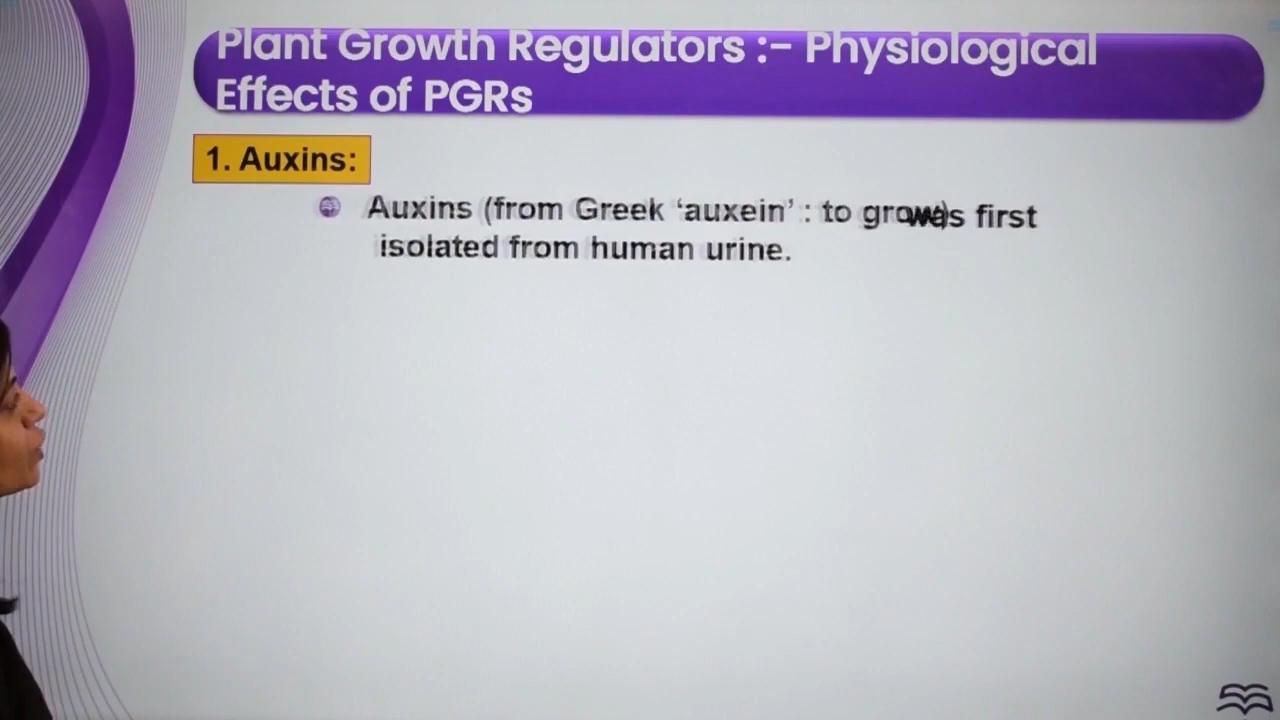 Plant Growth Regulators :- Physiological
Effects of PGRs
1. Auxins:
Auxins (from Greek ‘auxein’ : to grow) was first
isolated from human urine.